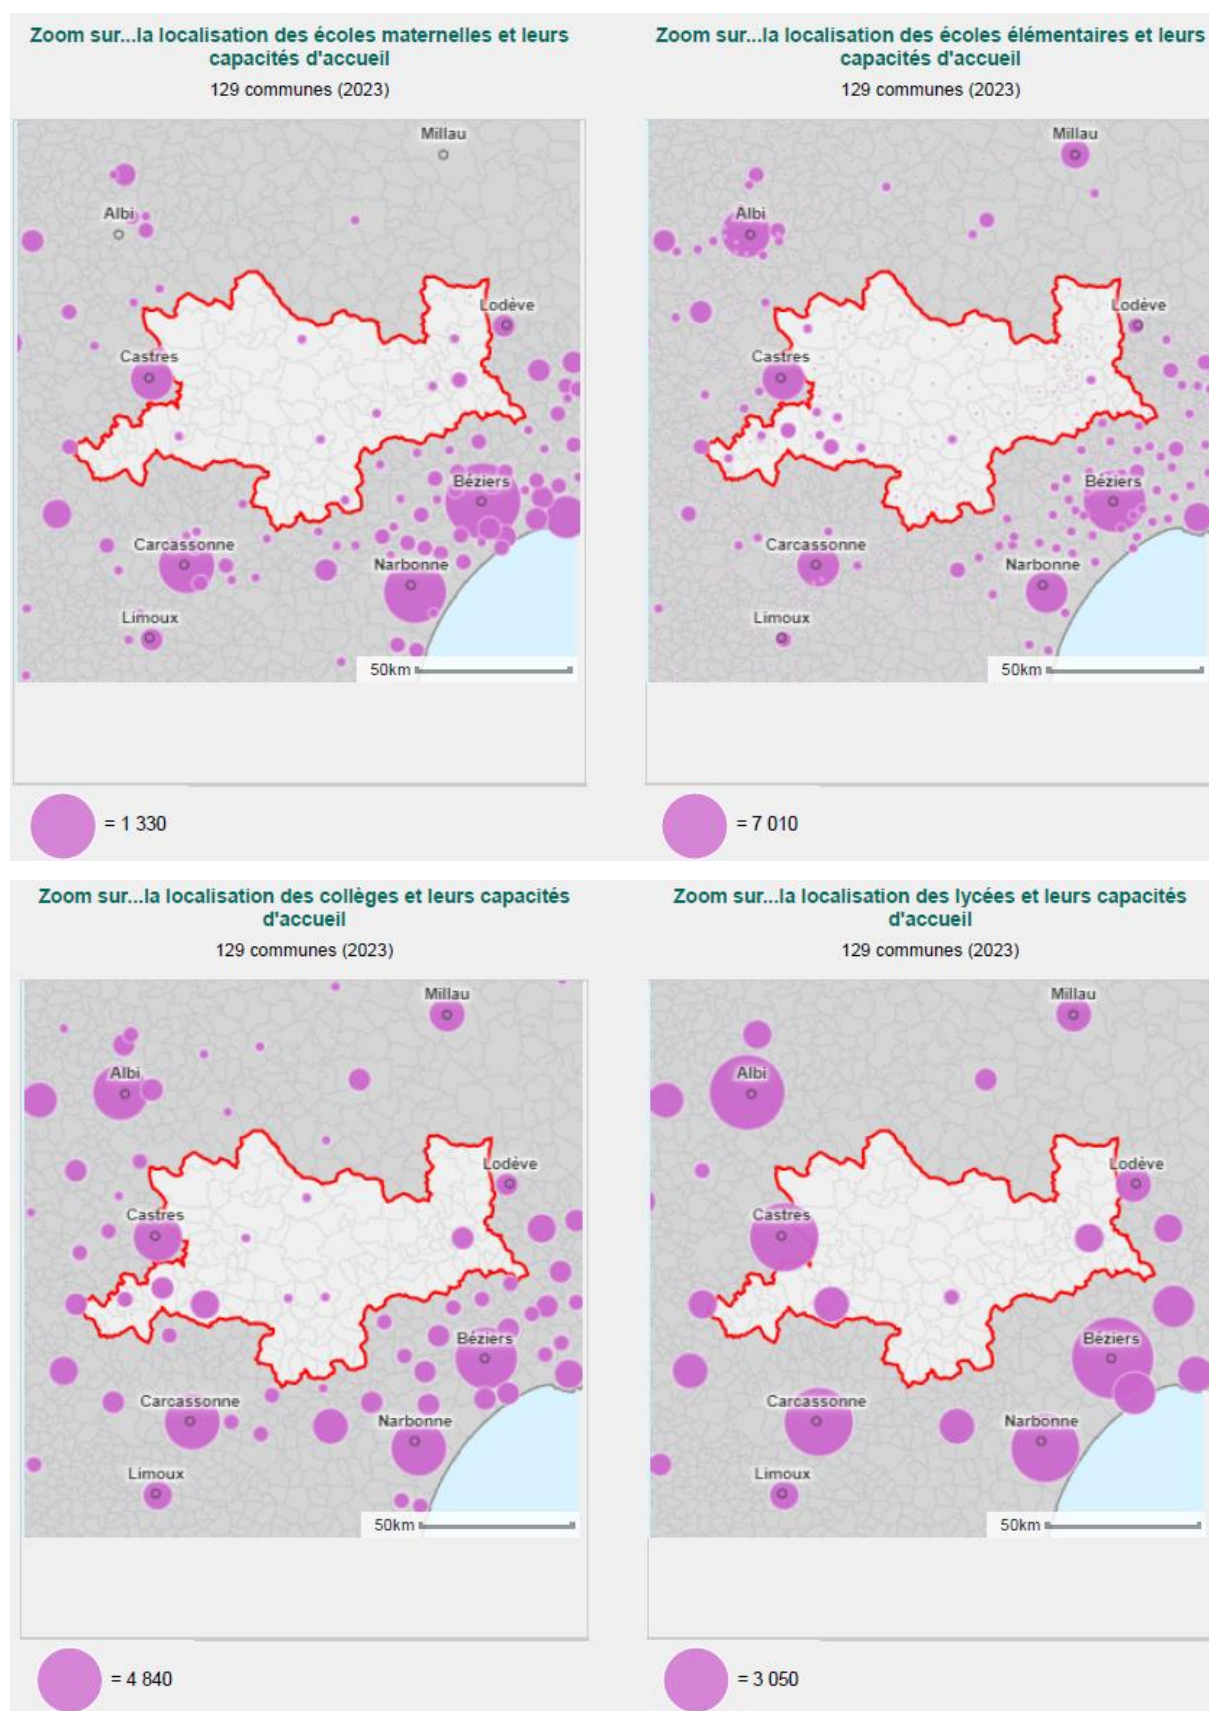 Zoom sur...la localisation des écoles maternelles et leurs
capacités d'accueil
129 communes (2023)
Millau
Albi
Lodève
Castres
Béziers
Carcassonne
Narbonne
Limoux
50km
= 1 330
Zoom sur...la localisation des écoles élémentaires et leurs
capacités d'accueil
129 communes (2023)
Millau
Albi
Lodève
Castres
Béziers
Carcassonne
Narbonne
Limoux
50km
= 7 010
Zoom sur...la localisation des collèges et leurs capacités
d'accueil
129 communes (2023)
Millau
Albi
Lodève
Castres
Béziers
Carcassonne
Narbonne
Limoux
50km
= 4 840
Zoom sur...la localisation des lycées et leurs capacités
d'accueil
129 communes (2023)
Millau
Albi
Lodève
Castres
Béziers
Carcassonne
Narbonne
Limoux
50km
= 3 050